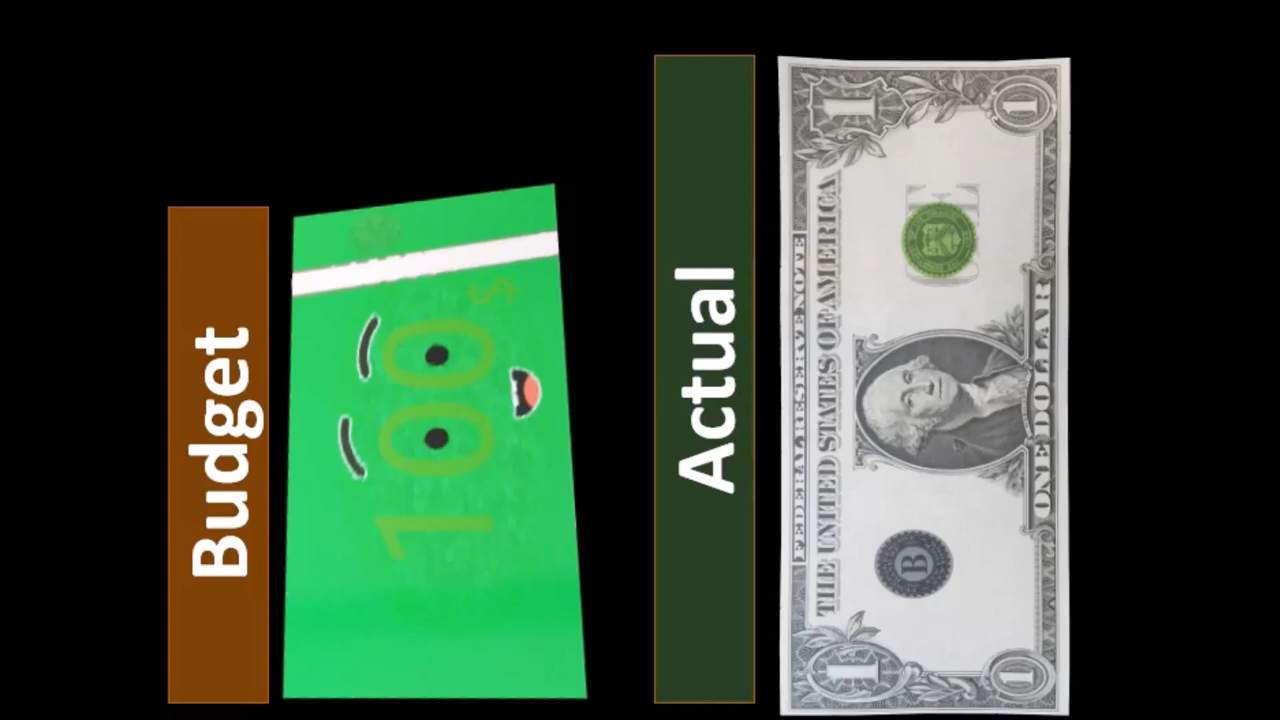 Budget
100$
Actual
FEDERAL RESERVE NOTE
THE UNITED STATES OF AMERICA
1
1
B
ONE DOLLAR
1
1